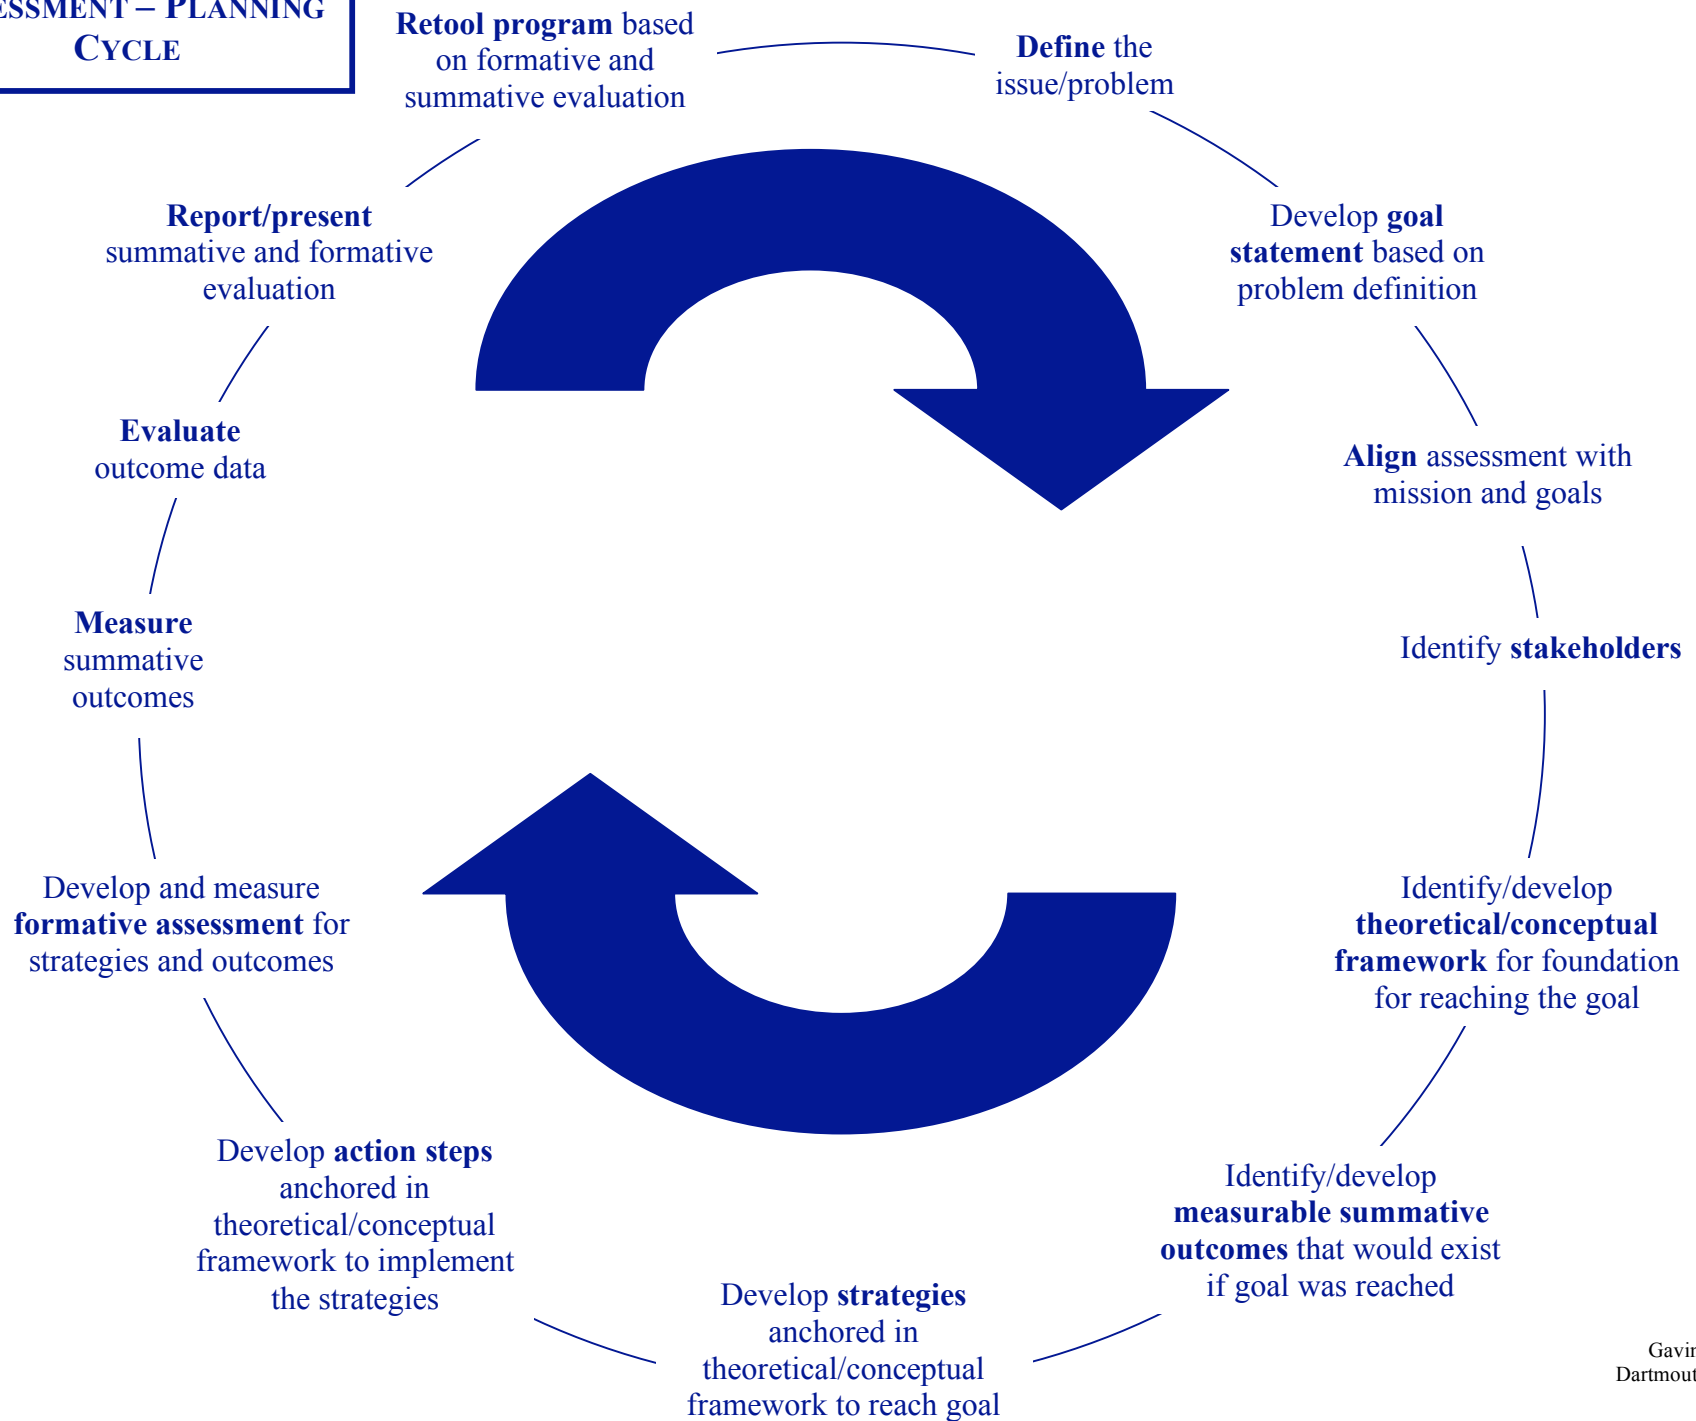 – PLANNING
CYCLE
Retool program based
on formative and
summative evaluation
Define the
issue/problem
Develop goal
statement based on
problem definition
Align assessment with
mission and goals
Identify stakeholders
Identify/develop
theoretical/conceptual
framework for foundation
for reaching the goal
Identify/develop
measurable summative
outcomes that would exist
if goal was reached
Develop strategies
anchored in
theoretical/conceptual
framework to reach goal
Develop action steps
anchored in
theoretical/conceptual
framework to implement
the strategies
Develop and measure
formative assessment for
strategies and outcomes
Measure
summative
outcomes
Evaluate
outcome data
Report/present
summative and formative
evaluation